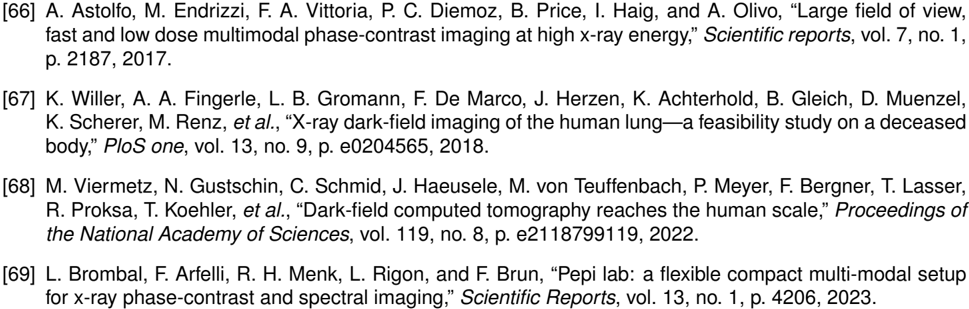 [66] A. Astolfo, M. Endrizzi, F. A. Vittoria, P. C. Diemoz, B. Price, I. Haig, and A. Olivo, “Large field of view,
fast and low dose multimodal phase-contrast imaging at high x-ray energy,” Scientific reports, vol. 7, no. 1,
p. 2187, 2017.
[67] K. Willer, A. A. Fingerle, L. B. Gromann, F. De Marco, J. Herzen, K. Achterhold, B. Gleich, D. Muenzel,
K. Scherer, M. Renz, et al., “X-ray dark-field imaging of the human lung—a feasibility study on a deceased
body,” PloS one, vol. 13, no. 9, p. e0204565, 2018.
[68] M. Viermetz, N. Gustschin, C. Schmid, J. Haeusele, M. von Teuffenbach, P. Meyer, F. Bergner, T. Lasser,
R. Proksa, T. Koehler, et al., “Dark-field computed tomography reaches the human scale,” Proceedings of
the National Academy of Sciences, vol. 119, no. 8, p. e2118799119, 2022.
[69] L. Brombal, F. Arfelli, R. H. Menk, L. Rigon, and F. Brun, “Pepi lab: a flexible compact multi-modal setup
for x-ray phase-contrast and spectral imaging,” Scientific Reports, vol. 13, no. 1, p. 4206, 2023.